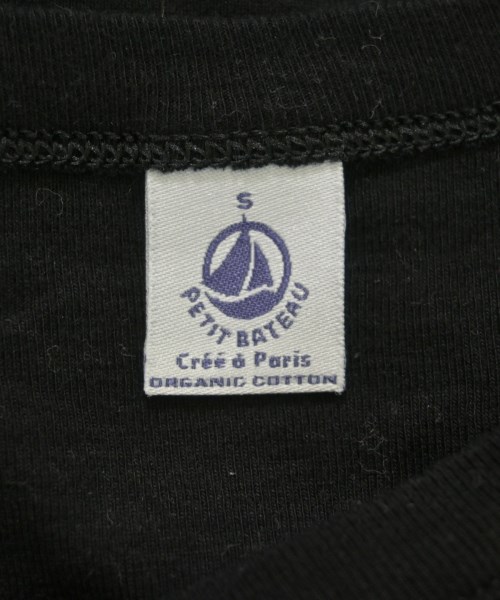 S
PETIT BATEAU
Créé à Paris
ORGANIC COTTON